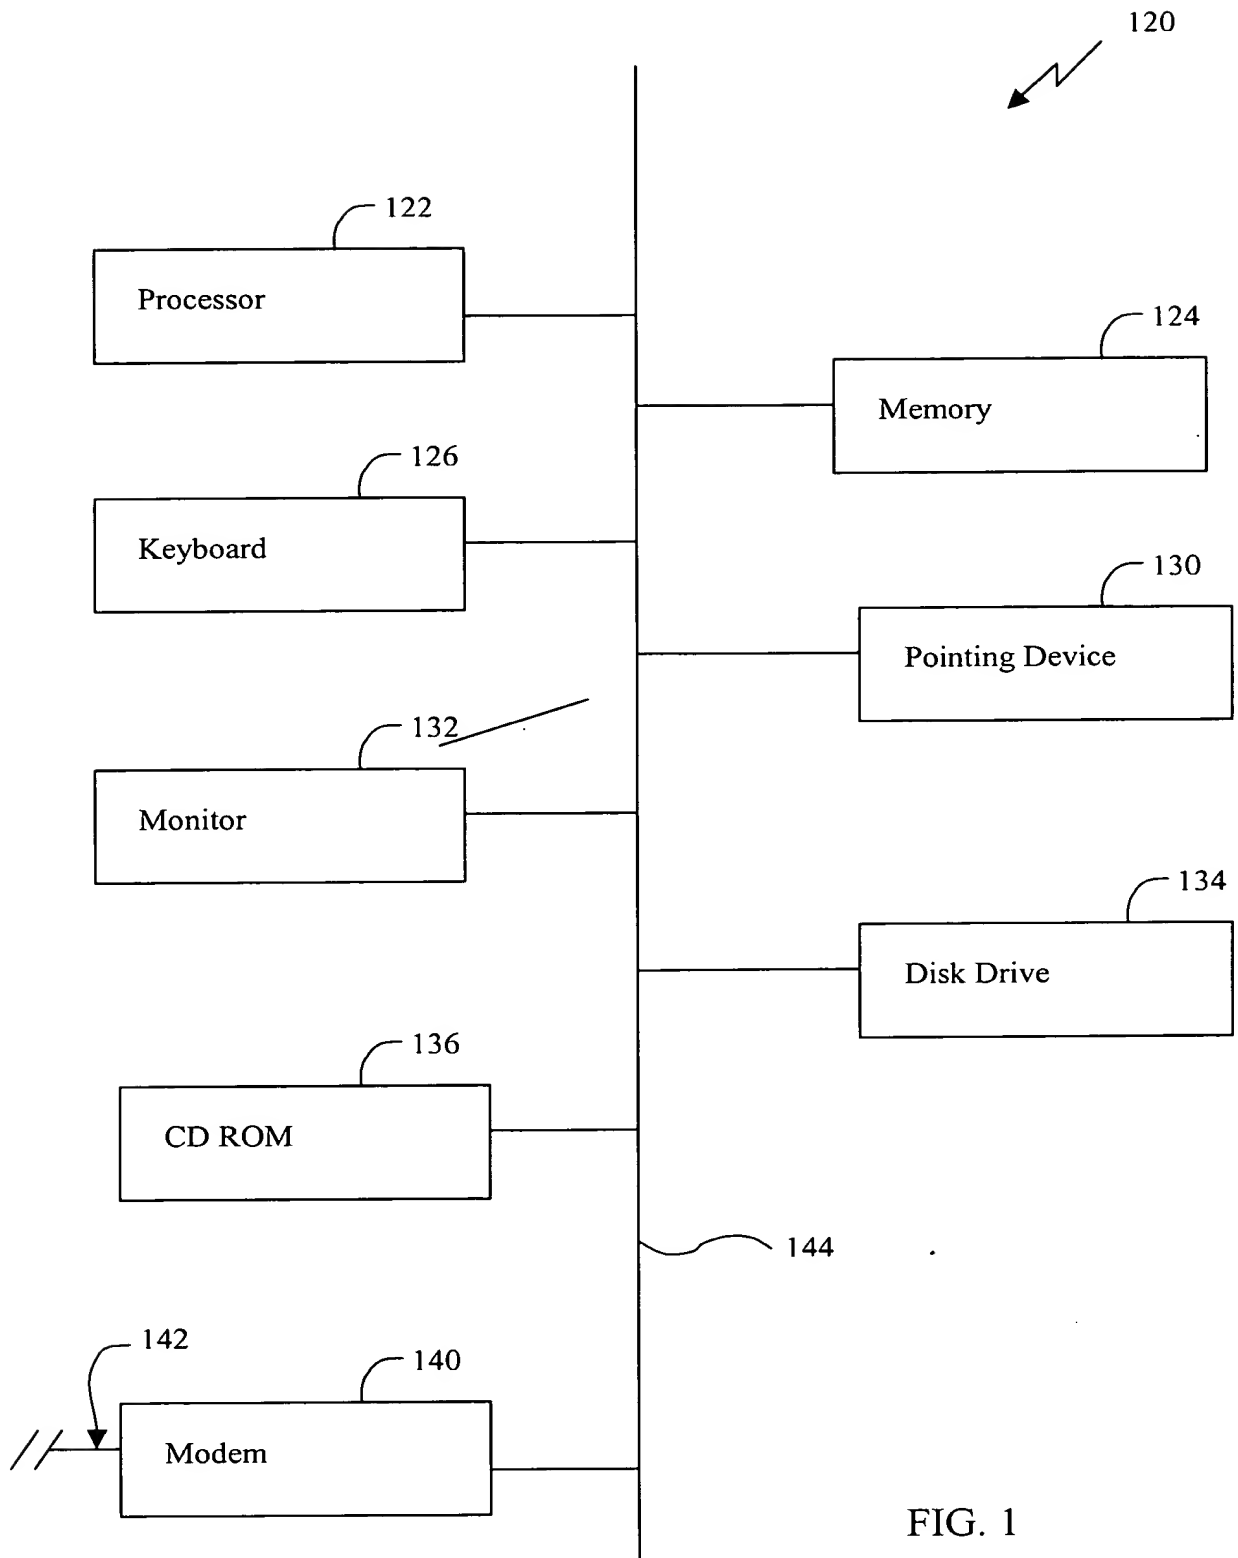 120
122
Processor
124
Memory
126
Keyboard
130
Pointing Device
132
Monitor
134
Disk Drive
136
CD ROM
144
142
140
Modem
FIG. 1